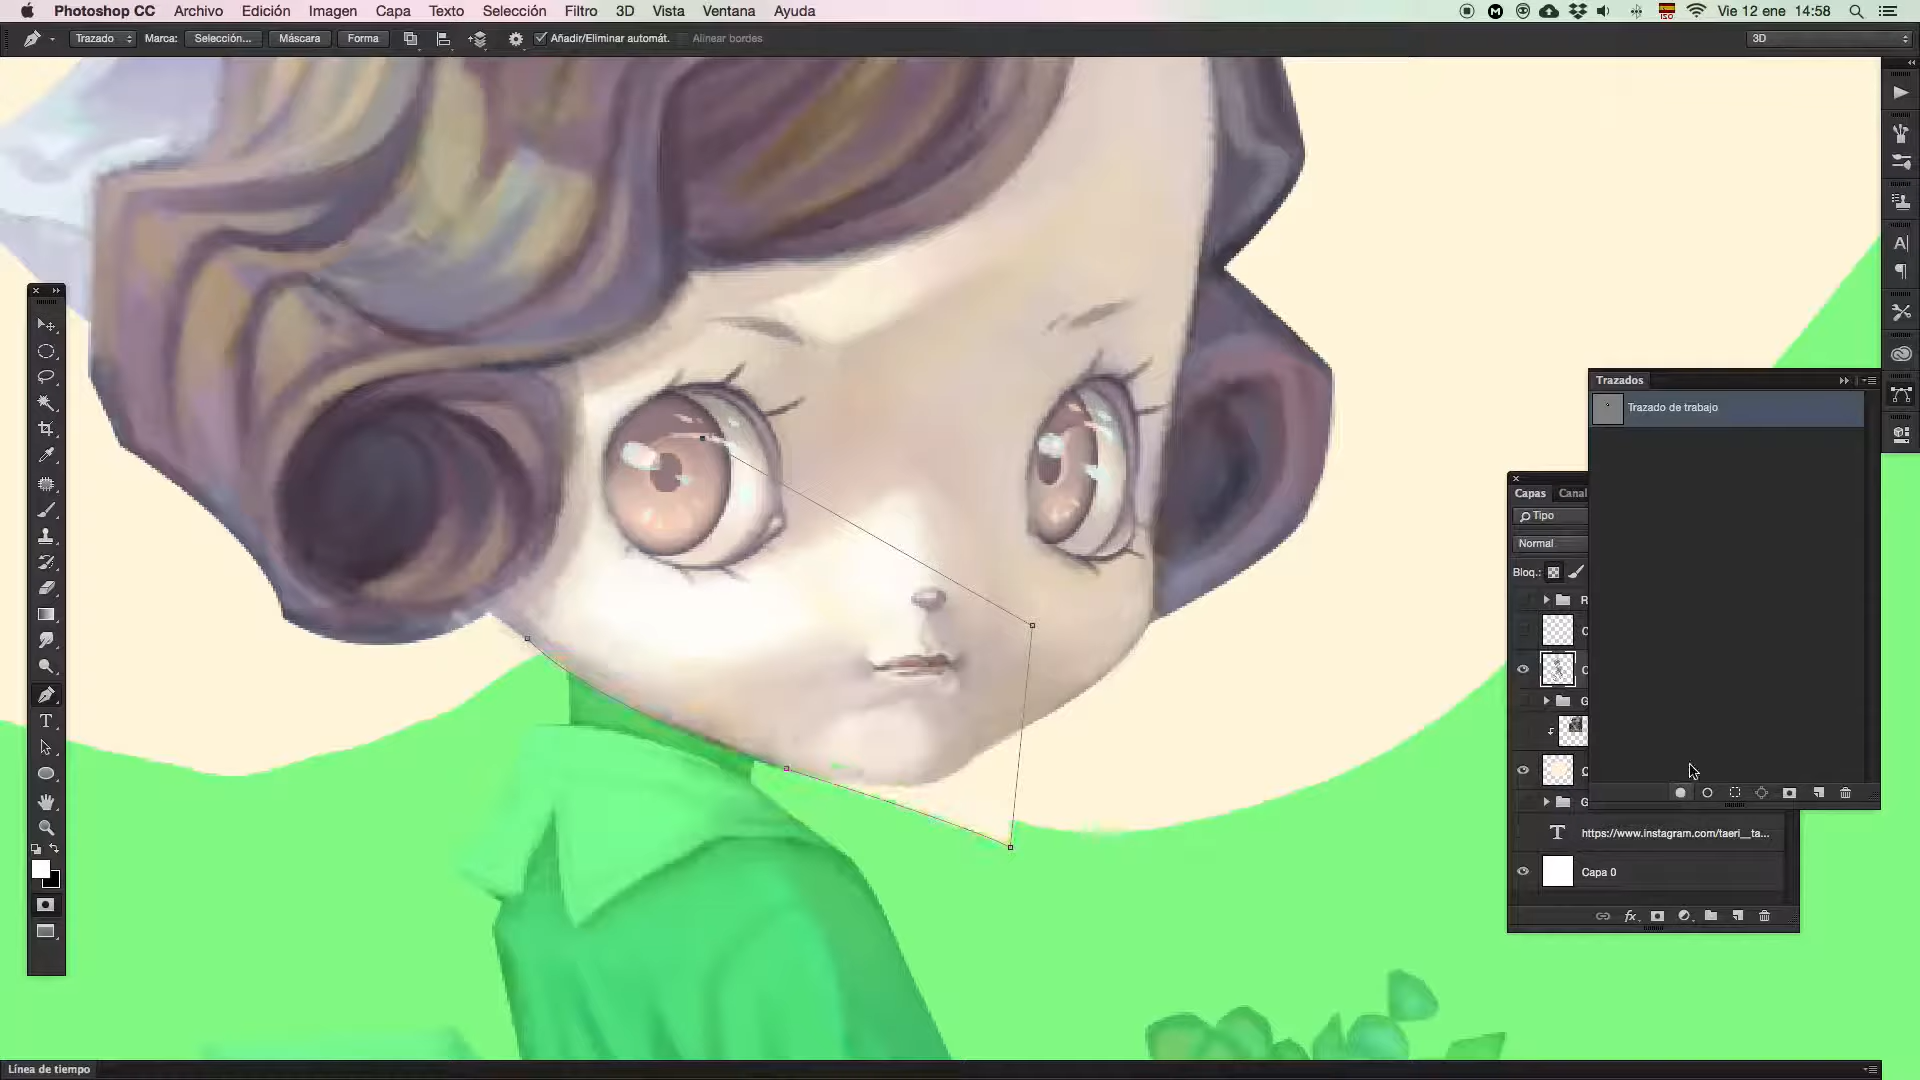 Photoshop CC Archivo Edición Imagen Capa Texto Selección Filtro 3D Vista Ventana Ayuda
ISO
Vie 12 ene 14:58
Trazado Marca: Selección... Máscara Forma Añadir/Eliminar automát. Alinear bordes 3D
Trazados
Trazado de trabajo
Capas Canal
Tipo
Normal
Bloq.:
R
C
C
G
G
https://www.instagram.com/taeri__ta...
Capa 0
fx
Línea de tiempo